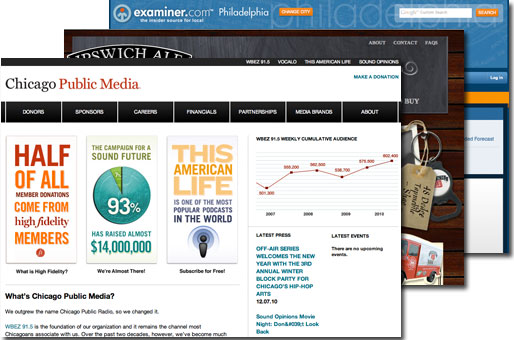 examiner.com Philadelphia CHANGE CITY
the insider source for local
Google Custom Search SEARCH
Philadelphia
Log in
Forecast
IPSWICH ALE
ABOUT CONTACT FAQS
BUY
WBEZ 91.5 VOCALO THIS AMERICAN LIFE SOUND OPINIONS
MAKE A DONATION
Chicago Public Media
DONORS SPONSORS CAREERS FINANCIALS PARTNERSHIPS MEDIA BRANDS ABOUT
HALF
OF ALL
MEMBER DONATIONS
COME FROM
high fidelity
MEMBERS
What is High Fidelity?
THE CAMPAIGN FOR
A SOUND FUTURE
93%
HAS RAISED ALMOST
$14,000,000
We're Almost There!
THIS
AMERICAN
LIFE
IS ONE OF THE MOST
POPULAR PODCASTS
IN THE WORLD
Subscribe for Free!
WBEZ 91.5 WEEKLY CUMULATIVE AUDIENCE
501,300
538,700
575,500
602,400
2007 2008 2009 2010
LATEST PRESS
OFF-AIR SERIES
WELCOMES THE NEW
YEAR WITH THE 3RD
ANNUAL WINTER
BLOCK PARTY FOR
CHICAGO'S HIP-HOP
ARTS
12.07.10
Sound Opinions Movie
Night: Don&#039;t Look
Back
LATEST EVENTS
There are no upcoming
events.
What's Chicago Public Media?
We outgrew the name Chicago Public Radio, so we changed it.
WBEZ 91.5 is the foundation of our organization and it remains the channel most
Chicagoans associate with us. Over the past two decades, however, we've become much